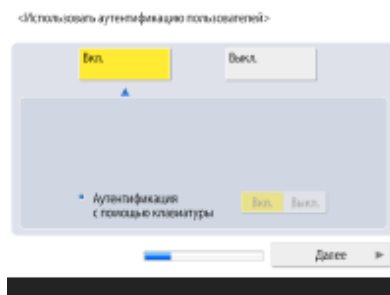 <Использовать аутентификацию пользователей>
Вкл. Выкл.
Аутентификация
с помощью клавиатуры
Вкл. Выкл.
Далее